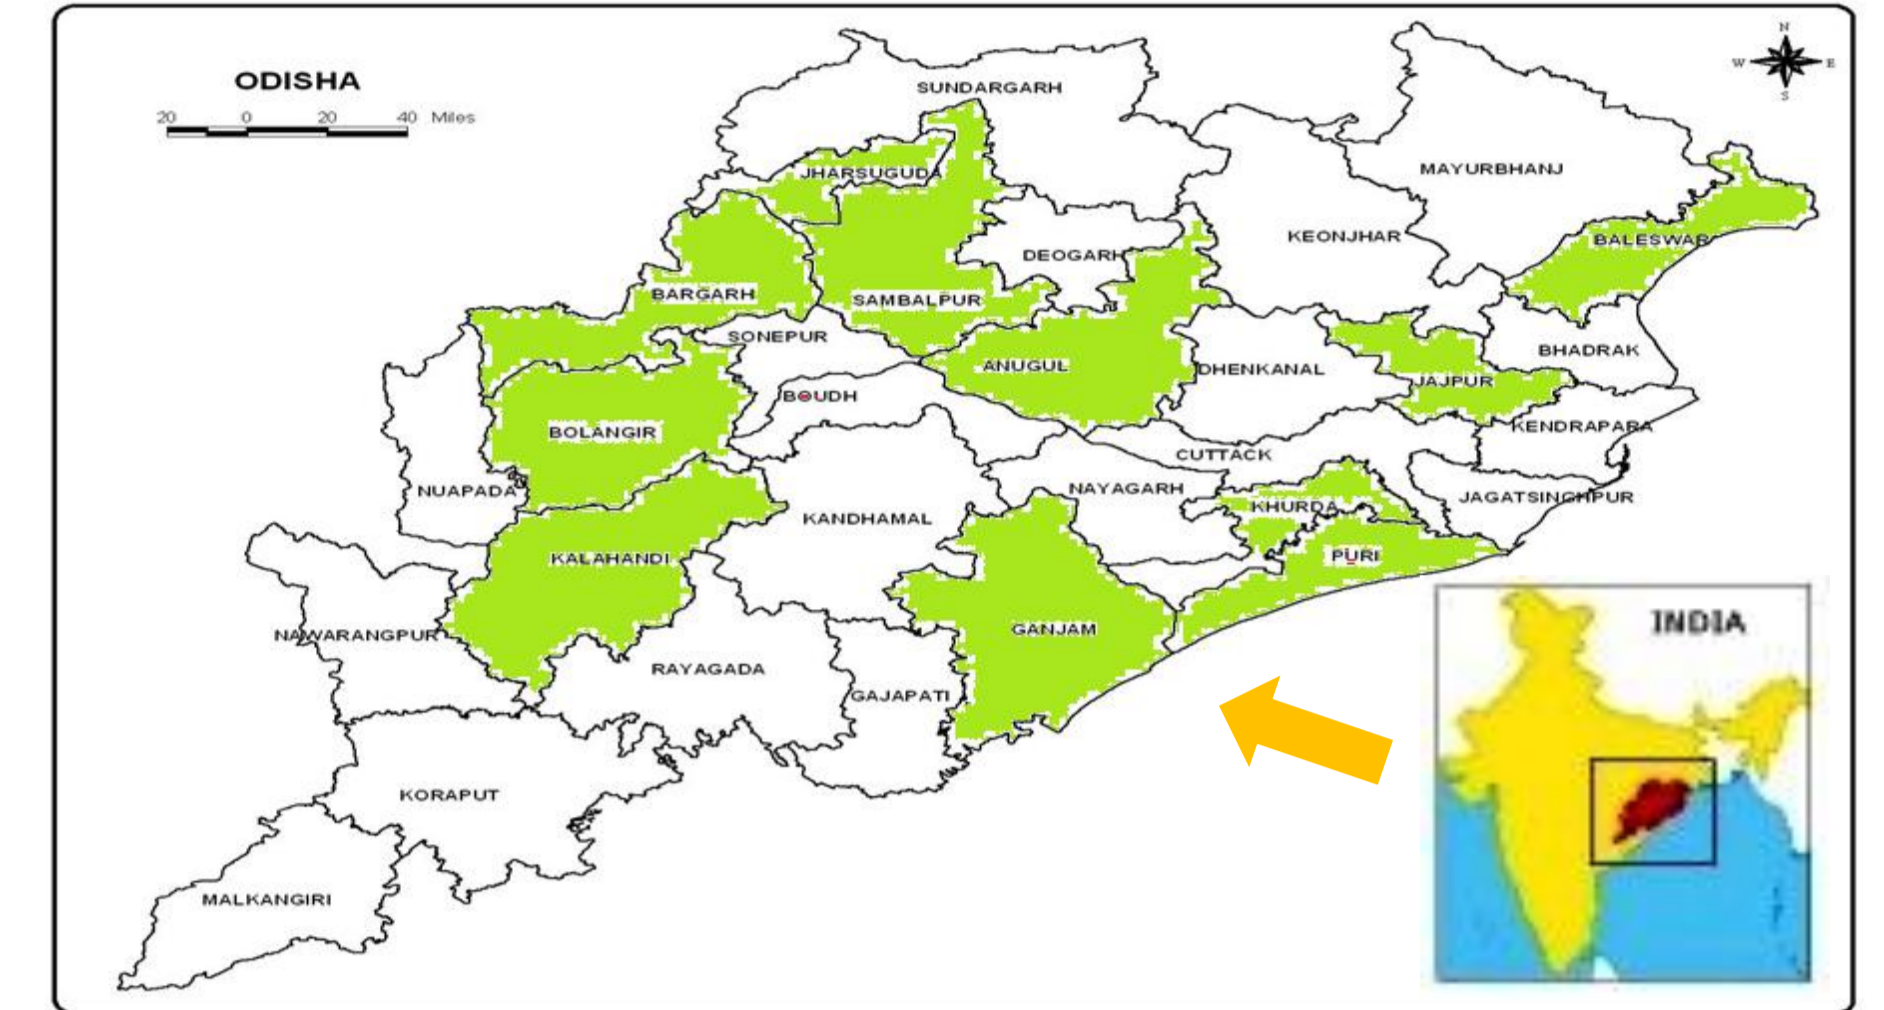 N
W E
S
ODISHA
20 0 20 40 Miles
SUNDARGARH
JHARSUGUDA
MAYURBHANJ
KEONJHAR
BALESWAR
DEOGARH
BARGARH
SAMBALPUR
SONEPUR
BHADRAK
ANUGUL
DHENKANAL
JAJPUR
BOUDH
BOLANGIR
KENDRAPARA
CUTTACK
NUAPADA
NAYAGARH
JAGATSINGHPUR
KHURDA
KANDHAMAL
KALAHANDI
PURI
NAWARANGPUR
GANJAM
INDIA
RAYAGADA
GAJAPATI
KORAPUT
MALKANGIRI